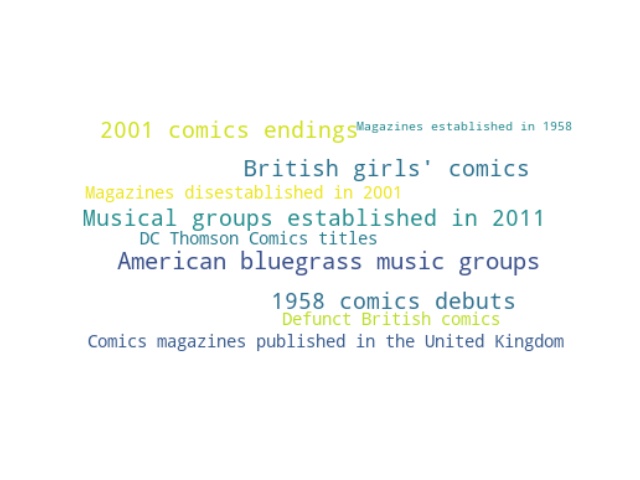 2001 comics endings
Magazines established in 1958
British girls' comics
Magazines disestablished in 2001
Musical groups established in 2011
DC Thomson Comics titles
American bluegrass music groups
1958 comics debuts
Defunct British comics
Comics magazines published in the United Kingdom